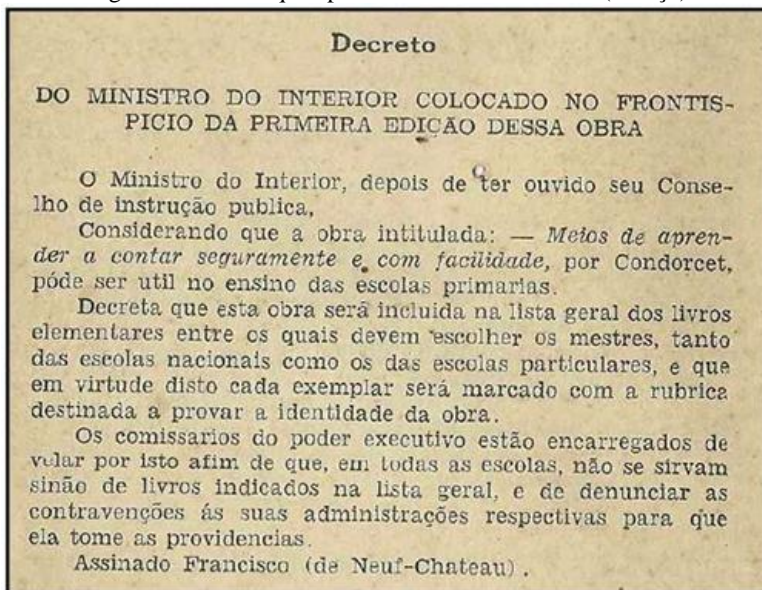 Decreto
DO MINISTRO DO INTERIOR COLOCADO NO FRONTIS-
PICIO DA PRIMEIRA EDIÇÃO DESSA OBRA
O Ministro do Interior, depois de ter ouvido seu Conse-
lho de instrução publica,
Considerando que a obra intitulada: — Meios de apren-
der a contar seguramente e com facilidade, por Condorcet,
póde ser util no ensino das escolas primarias.
Decreta que esta obra será incluida na lista geral dos livros
elementares entre os quais devem escolher os mestres, tanto
das escolas nacionais como os das escolas particulares, e que
em virtude disto cada exemplar será marcado com a rubrica
destinada a provar a identidade da obra.
Os comissarios do poder executivo estão encarregados de
velar por isto afim de que, em todas as escolas, não se sirvam
sinão de livros indicados na lista geral, e de denunciar as
contravenções ás suas administrações respectivas para que
ela tome as providencias.
Assinado Francisco (de Neuf-Chateau).